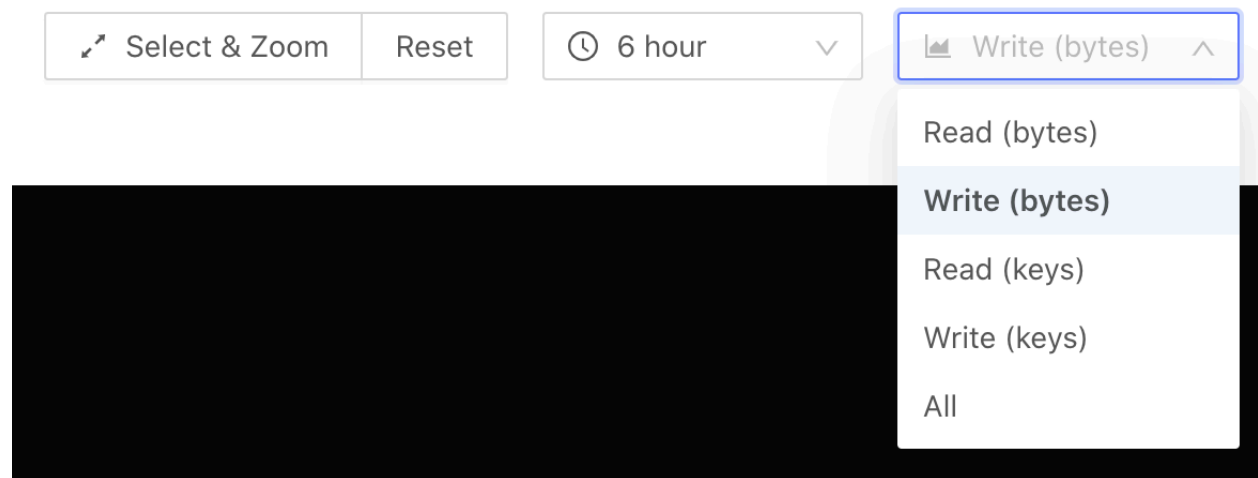 Select & Zoom Reset 6 hour Write (bytes)
Read (bytes)
Write (bytes)
Read (keys)
Write (keys)
All